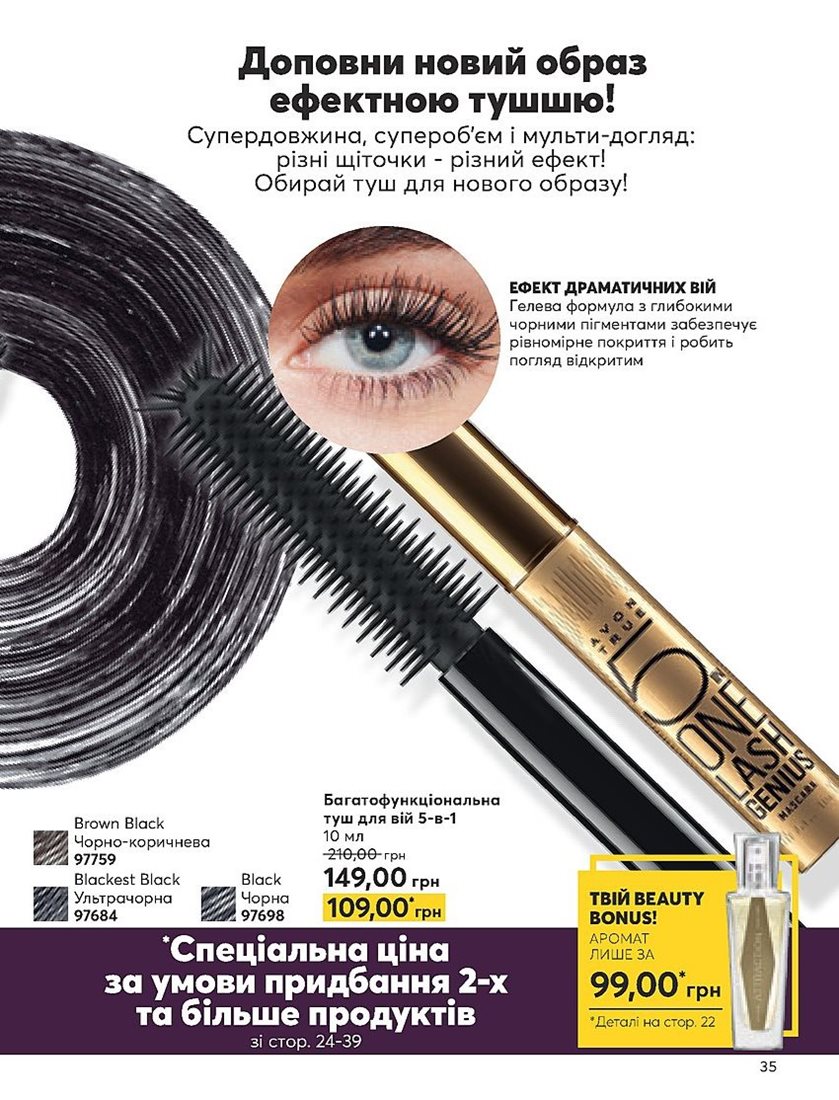 Доповни новий образ
ефектною тушшю!
Супердовжина, супероб'єм і мульти-догляд:
різні щіточки - різний ефект!
Обирай туш для нового образу!
ЕФЕКТ ДРАМАТИЧНИХ ВІЙ
Гелева формула з глибокими
чорними пігментами забезпечує
рівномірне покриття і робить
погляд відкритим
AVON
TRUE
5 IN
ONE
LASH
GENIUS
MASCARA
Багатофункціональна
туш для вій 5-в-1
10 мл
210,00 грн
149,00 грн
109,00* грн
Brown Black
Чорно-коричнева
97759
Blackest Black
Ультрачорна
97684
Black
Чорна
97698
*Спеціальна ціна
за умови придбання 2-х
та більше продуктів
зі стор. 24-39
ТВІЙ BEAUTY
BONUS!
АРОМАТ
ЛИШЕ ЗА
99,00* грн
*Деталі на стор. 22
ATTRACTION
35